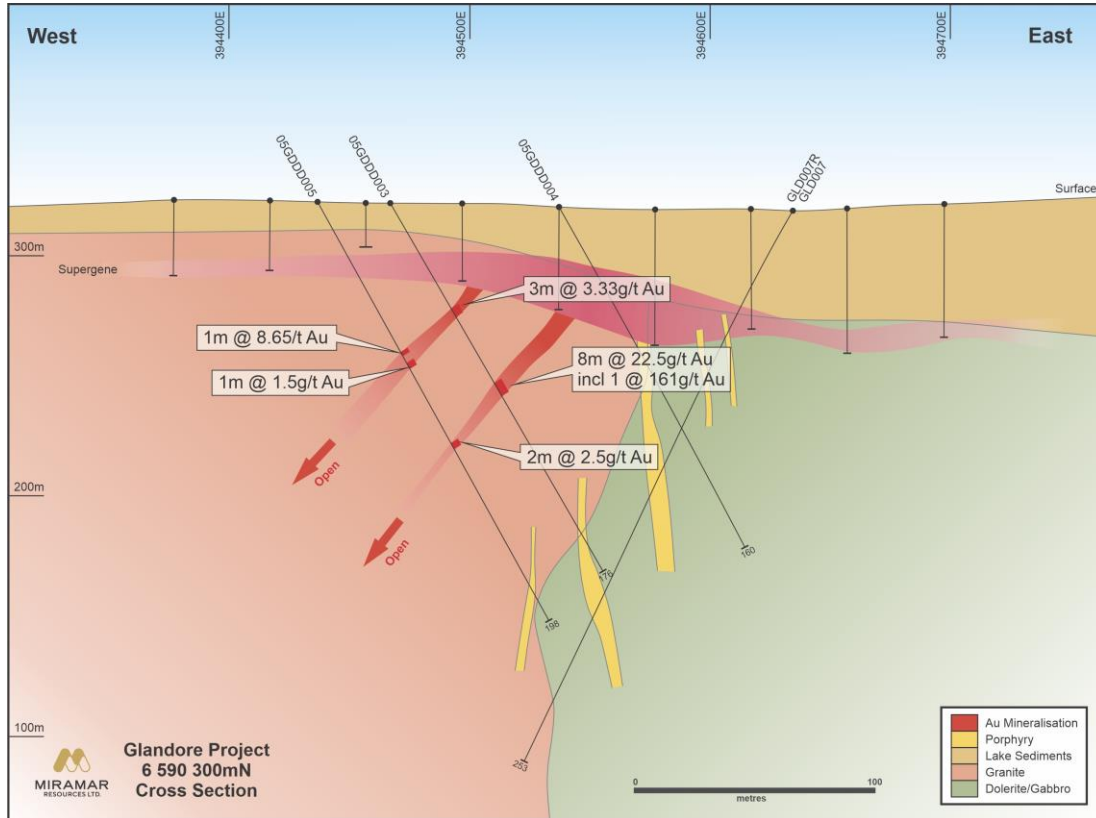 West
394400E
394500E
394600E
394700E
East
05GDDD005
05GDDD003
05GDDD004
GLD007R
GLD007
Surface
300m
Supergene
3m @ 3.33g/t Au
1m @ 8.65/t Au
1m @ 1.5g/t Au
8m @ 22.5g/t Au
incl 1 @ 161g/t Au
2m @ 2.5g/t Au
Open
200m
Open
160
176
198
100m
253
MIRAMAR
RESOURCES LTD.
Glandore Project
6 590 300mN
Cross Section
0
100
metres
Au Mineralisation
Porphyry
Lake Sediments
Granite
Dolerite/Gabbro